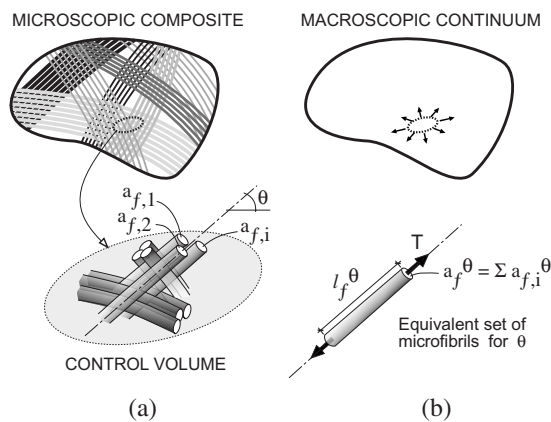 MICROSCOPIC COMPOSITE
θ
a_{f,1}
a_{f,2}
a_{f,i}
CONTROL VOLUME
(a)
MACROSCOPIC CONTINUUM
T
l_f^θ
a_f^θ = Σ a_{f,i}^θ
Equivalent set of
microfibrils for θ
(b)